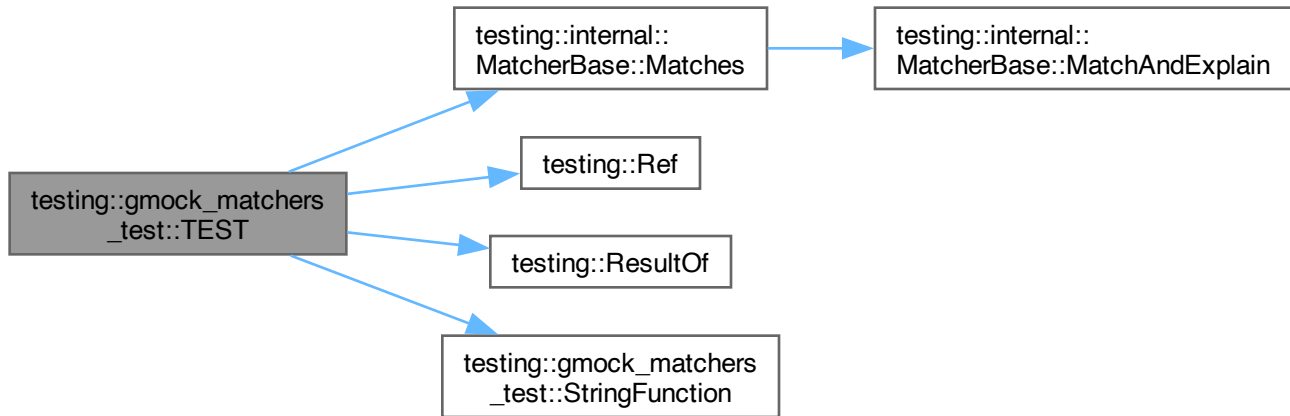 testing::internal::
MatcherBase::Matches
testing::internal::
MatcherBase::MatchAndExplain
testing::Ref
testing::gmock_matchers
_test::TEST
testing::ResultOf
testing::gmock_matchers
_test::StringFunction